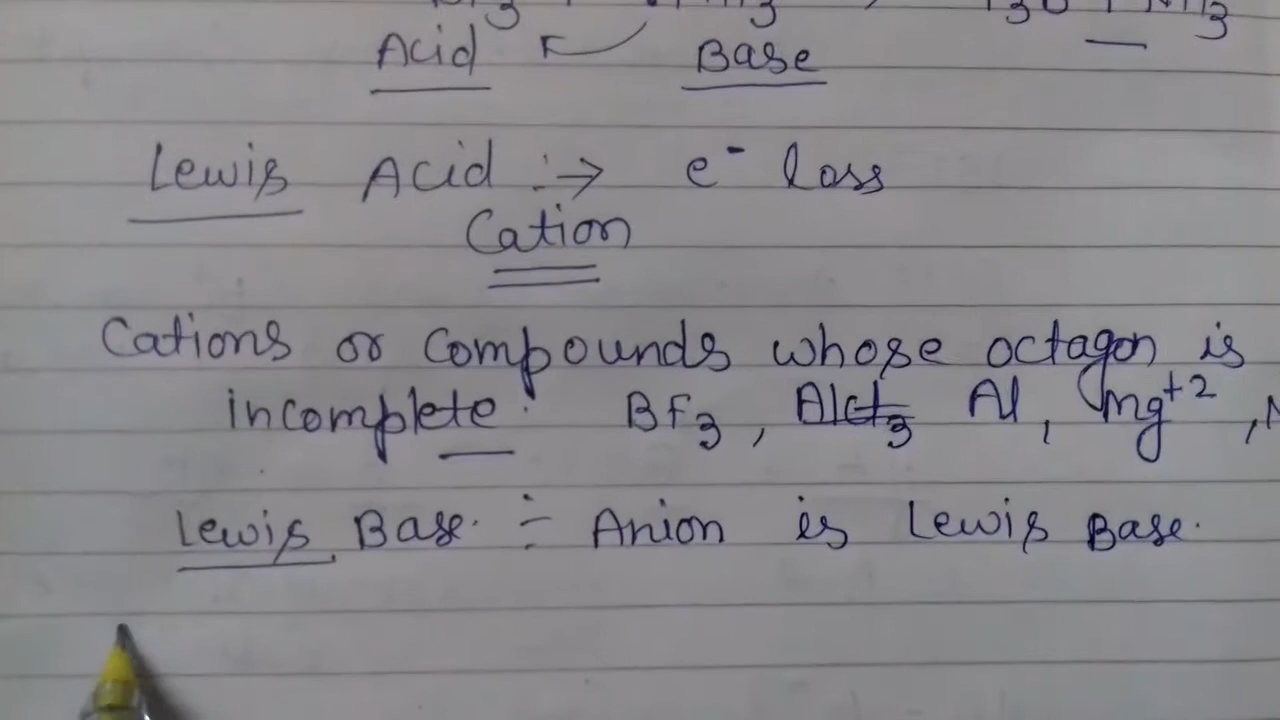 Acid Base
Lewis Acid :→ e⁻ loss
Cation
Cations or compounds whose octagon is
incomplete: BF3, AlCl3 Al, mg+2,
Lewis Base ÷ Anion is Lewis Base.